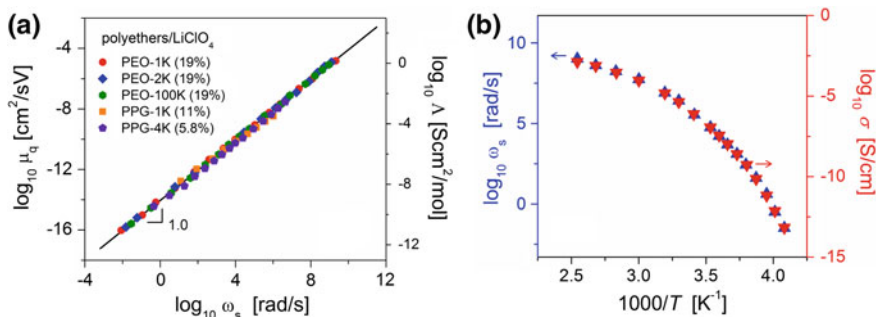 (a)
polyethers/LiClO₄
PEO-1K (19%)
PEO-2K (19%)
PEO-100K (19%)
PPG-1K (11%)
PPG-4K (5.8%)
1.0
log₁₀ μq [cm²/sV]
-4
-8
-12
-16
log₁₀ Λ [Scm²/mol]
0
-4
-8
-12
-4 0 4 8 12
log₁₀ ωs [rad/s]
(b)
log₁₀ ωs [rad/s]
10
5
0
log₁₀ σ [S/cm]
0
-5
-10
-15
2.5 3.0 3.5 4.0
1000/T [K⁻¹]